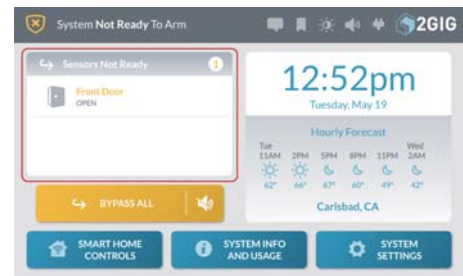 System Not Ready To Arm
2GIG
Sensors Not Ready 1
Front Door
OPEN
BYPASS ALL
12:52pm
Tuesday, May 19
Hourly Forecast
Tue Wed
11AM 2PM 5PM 8PM 11PM 2AM
62° 66° 67° 60° 49° 42°
Carlsbad, CA
SMART HOME
CONTROLS
SYSTEM INFO
AND USAGE
SYSTEM
SETTINGS